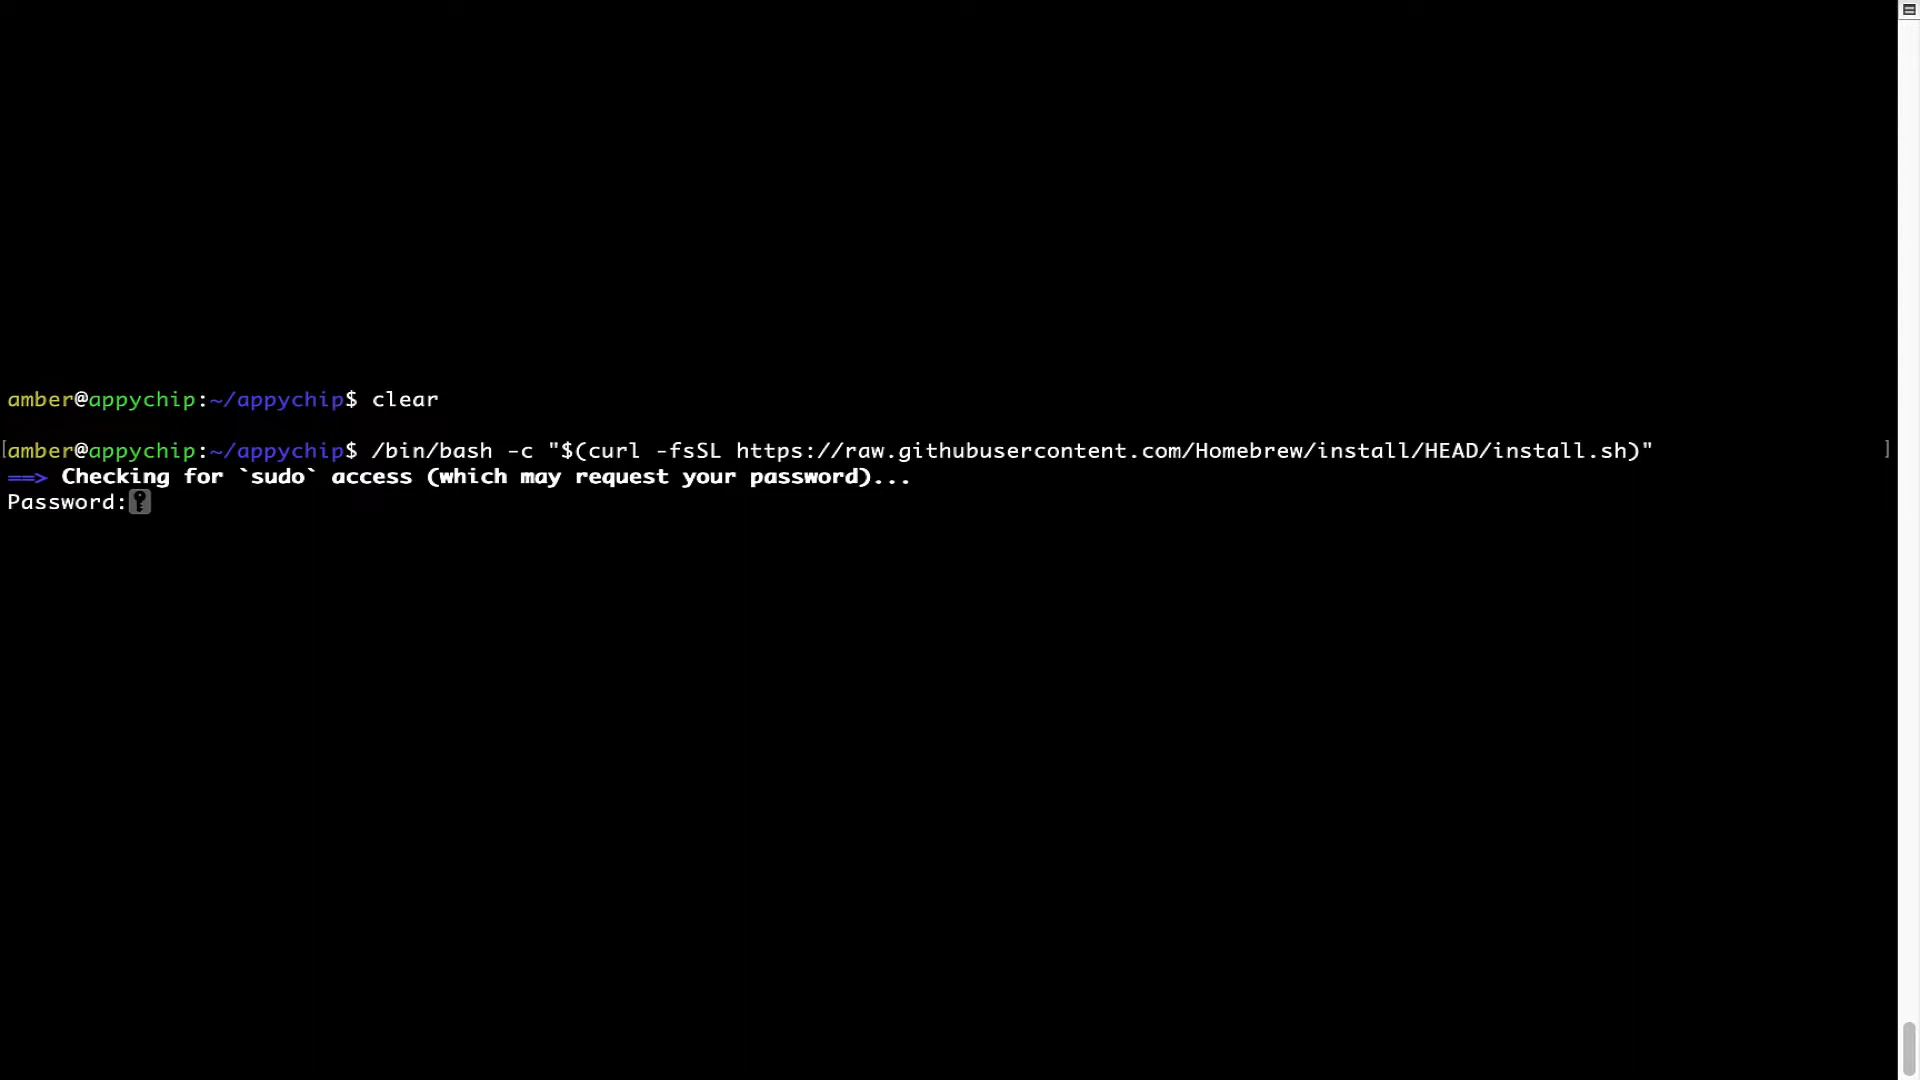 amber@appychip:~/appychip$ clear
[amber@appychip:~/appychip$ /bin/bash -c "$(curl -fsSL https://raw.githubusercontent.com/Homebrew/install/HEAD/install.sh)" ]
==> Checking for `sudo` access (which may request your password)...
Password: